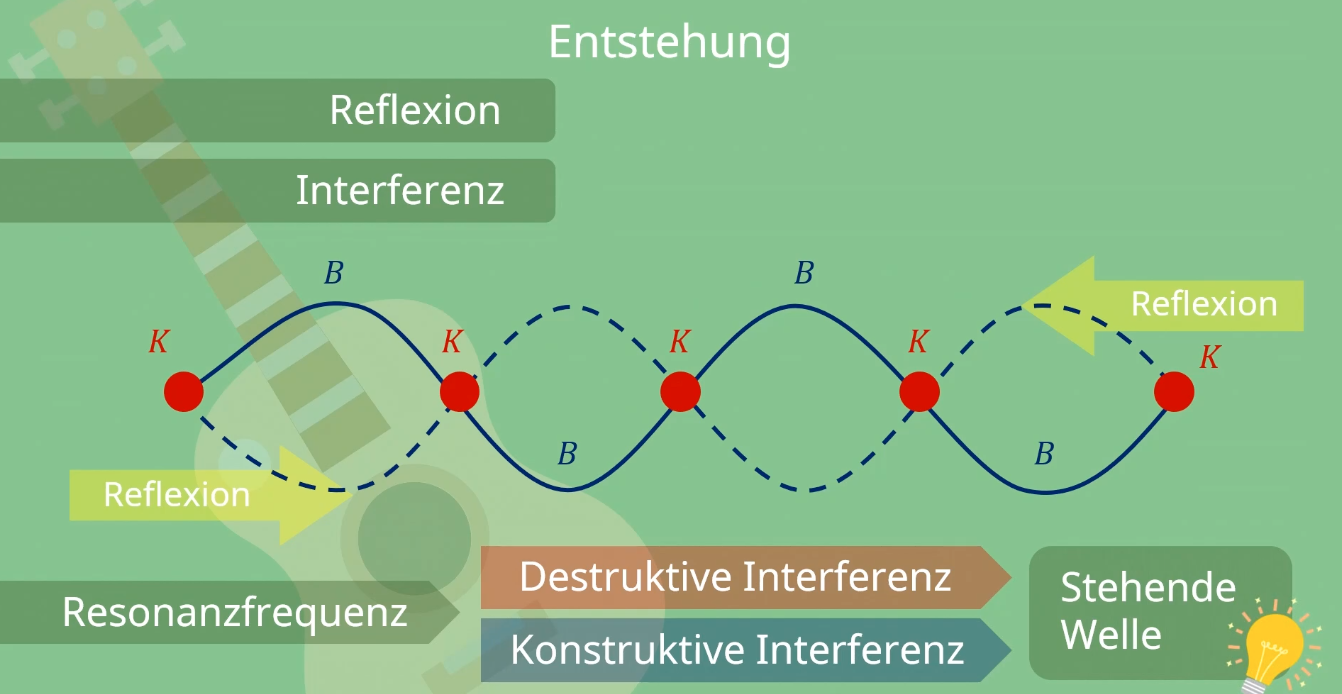 Entstehung
Reflexion
Interferenz
B
B
Reflexion
K
K
K
K
K
B
B
Reflexion
Destruktive Interferenz
Stehende
Welle
Resonanzfrequenz
Konstruktive Interferenz